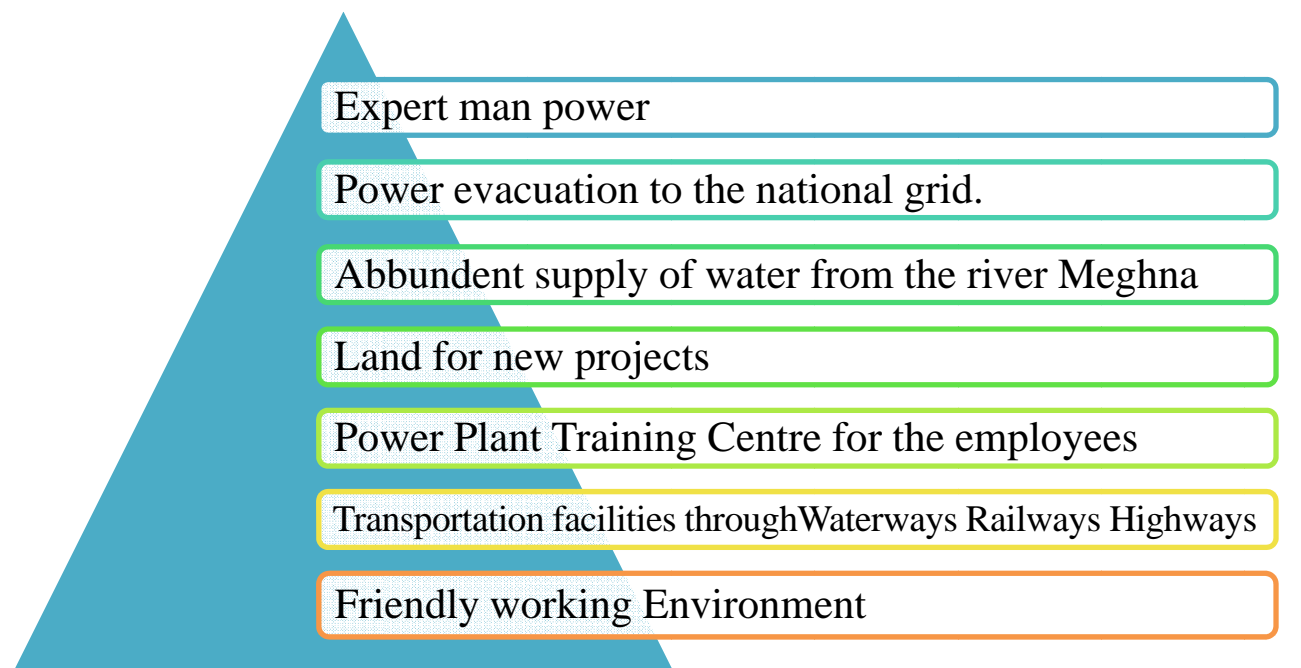 Expert man power
Power evacuation to the national grid.
Abbundent supply of water from the river Meghna
Land for new projects
Power Plant Training Centre for the employees
Transportation facilities throughWaterways Railways Highways
Friendly working Environment